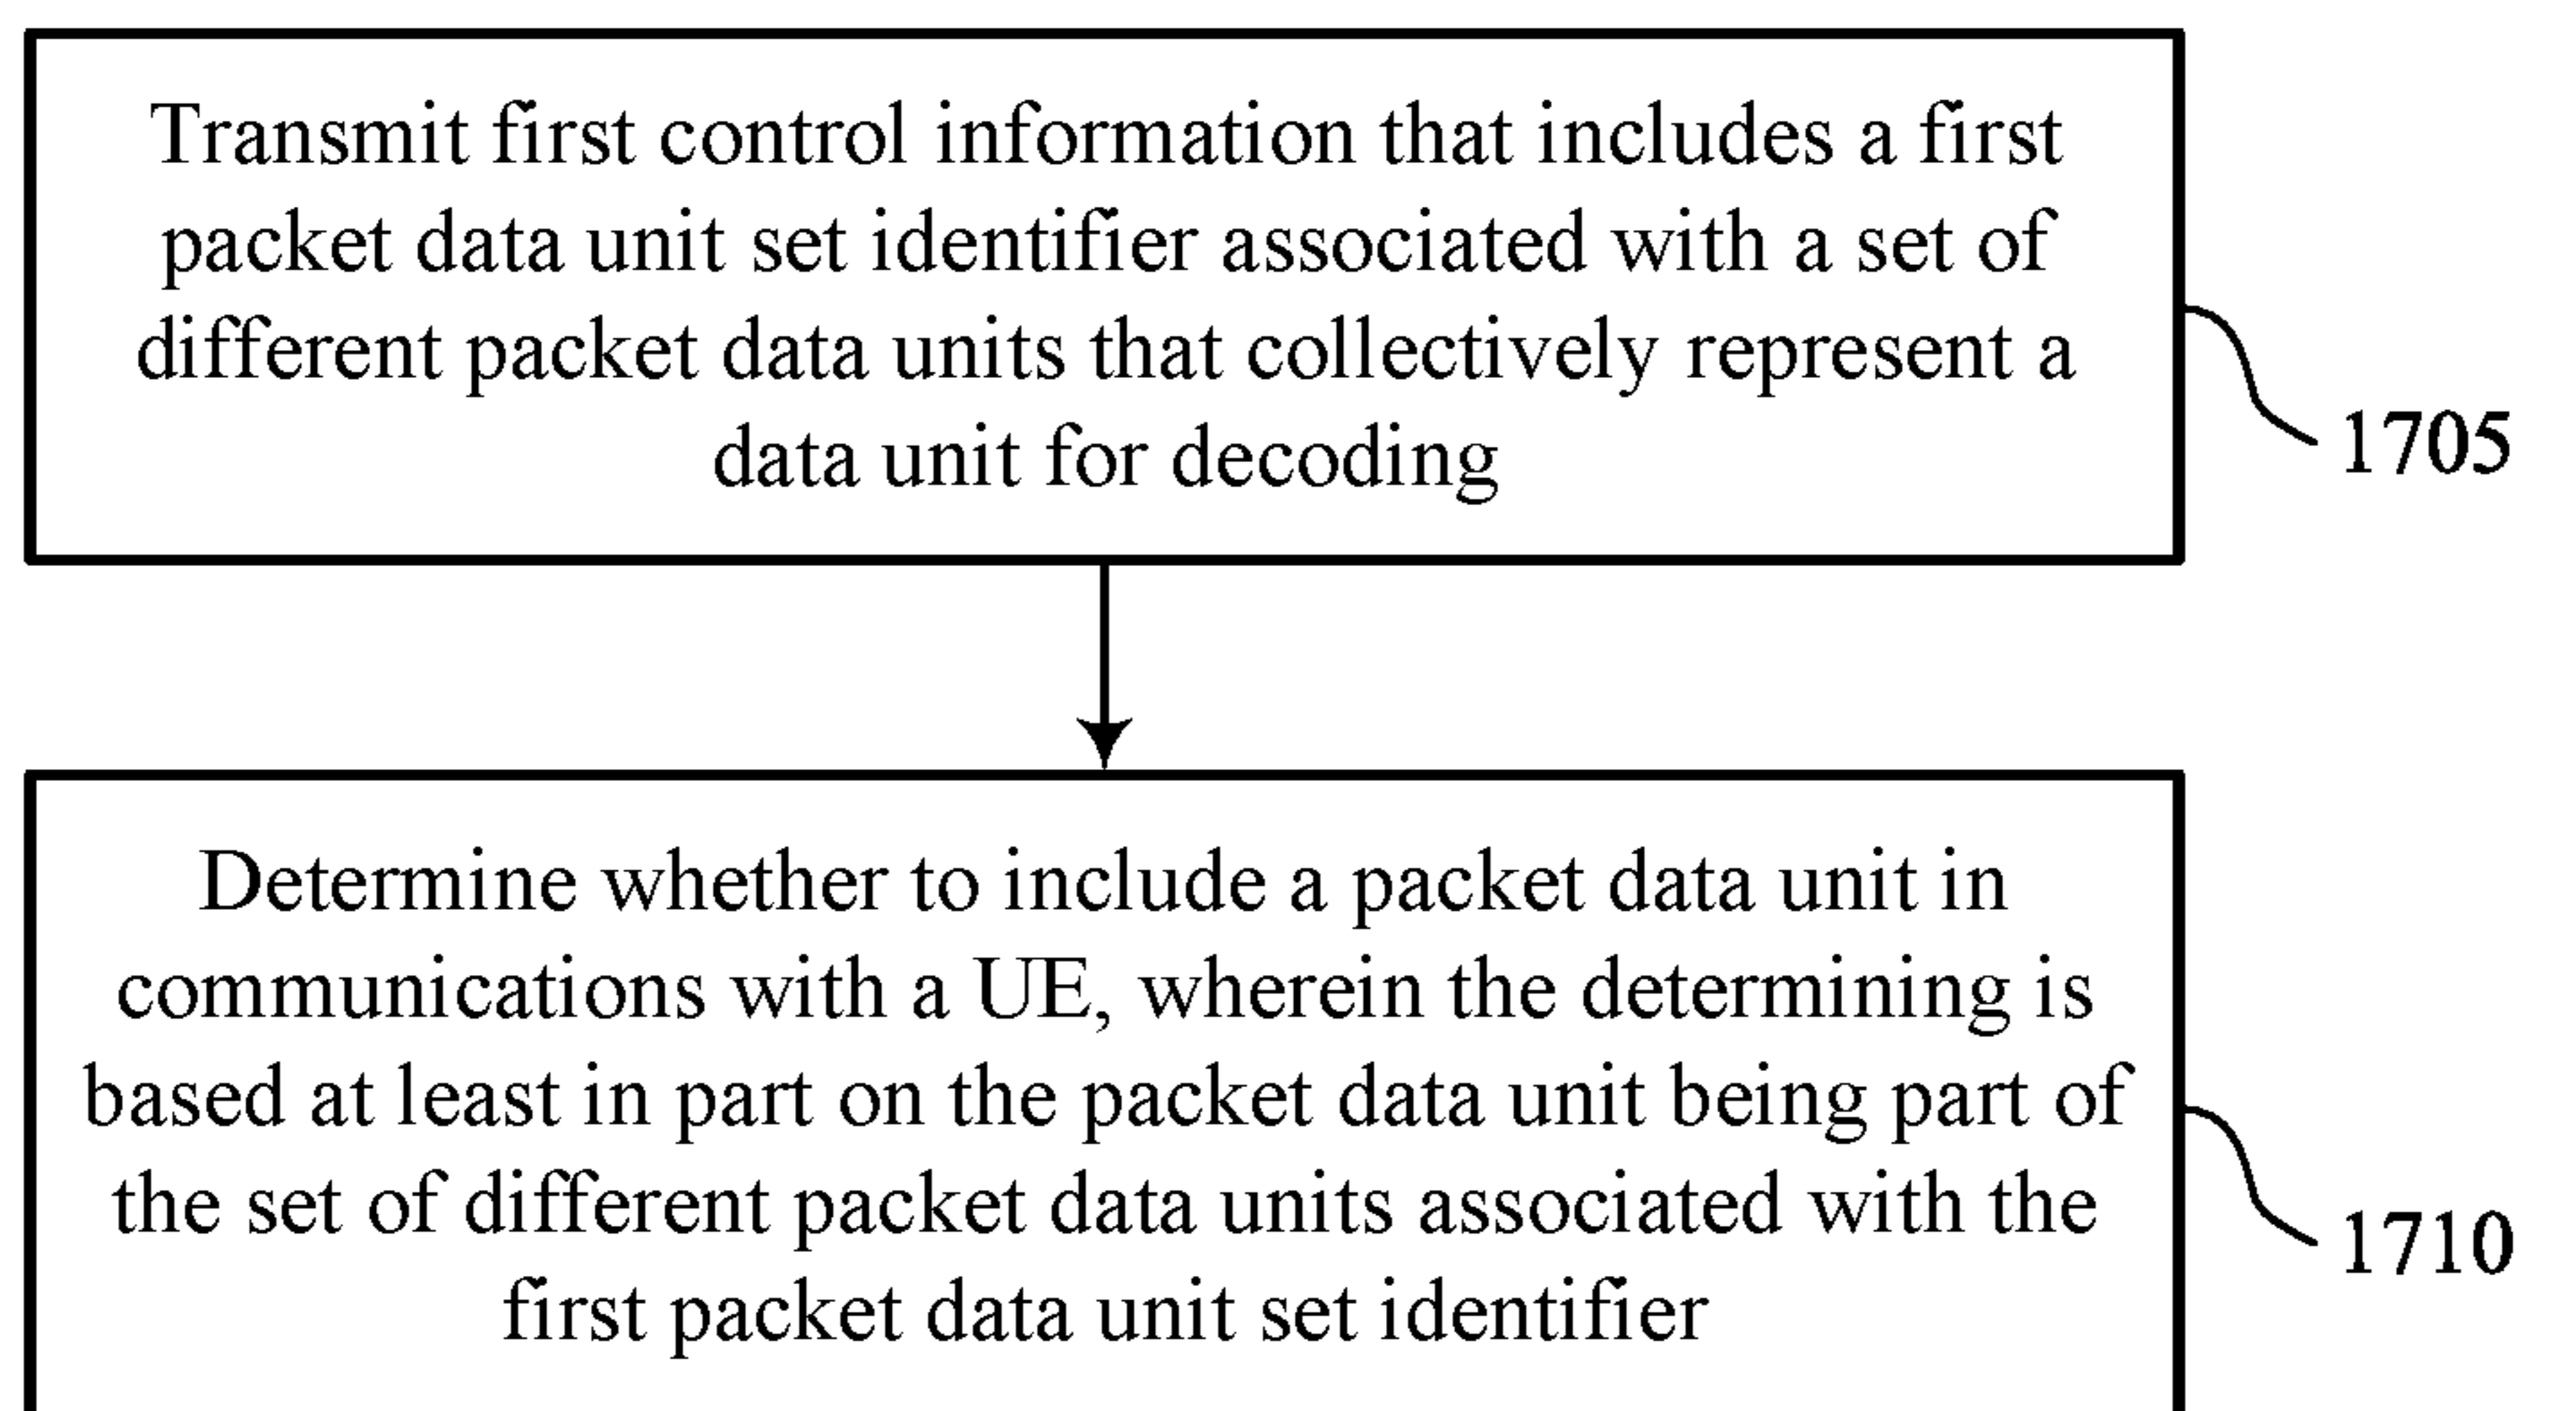 Transmit first control information that includes a first
packet data unit set identifier associated with a set of
different packet data units that collectively represent a
data unit for decoding
1705
Determine whether to include a packet data unit in
communications with a UE, wherein the determining is
based at least in part on the packet data unit being part of
the set of different packet data units associated with the
first packet data unit set identifier
1710